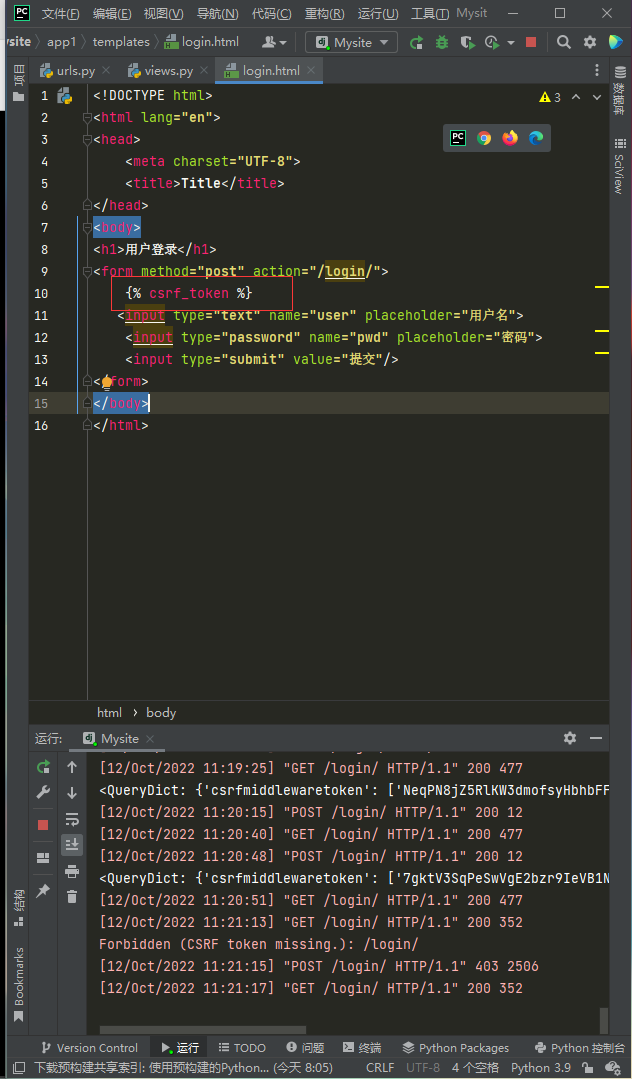 PC 文件(F) 编辑(E) 视图(V) 导航(N) 代码(C) 重构(R) 运行(U) 工具(T) Mysit
ysite app1 templates login.html Mysite
urls.py views.py login.html
项目
数据库
SciView
3
1 <!DOCTYPE html>
2 <html lang="en">
3 <head>
4 <meta charset="UTF-8">
5 <title>Title</title>
6 </head>
7 <body>
8 <h1>用户登录</h1>
9 <form method="post" action="/login/">
10 {% csrf_token %}
11 <input type="text" name="user" placeholder="用户名">
12 <input type="password" name="pwd" placeholder="密码">
13 <input type="submit" value="提交"/>
14 </form>
15 </body>
16 </html>
html body
运行: Mysite
[12/Oct/2022 11:19:25] "GET /login/ HTTP/1.1" 200 477
<QueryDict: {'csrfmiddlewaretoken': ['NeqPN8jZ5RlKW3dmofsyHbhbFF
[12/Oct/2022 11:20:15] "POST /login/ HTTP/1.1" 200 12
[12/Oct/2022 11:20:40] "GET /login/ HTTP/1.1" 200 477
[12/Oct/2022 11:20:48] "POST /login/ HTTP/1.1" 200 12
<QueryDict: {'csrfmiddlewaretoken': ['7gktV3SqPeSwVgE2bzr9IeVB1N
[12/Oct/2022 11:20:51] "GET /login/ HTTP/1.1" 200 477
[12/Oct/2022 11:21:13] "GET /login/ HTTP/1.1" 200 352
Forbidden (CSRF token missing.): /login/
[12/Oct/2022 11:21:15] "POST /login/ HTTP/1.1" 403 2506
[12/Oct/2022 11:21:17] "GET /login/ HTTP/1.1" 200 352
结构
Bookmarks
Version Control 运行 TODO 问题 终端 Python Packages Python 控制台
下载预构建共享索引: 使用预构建的Python... (今天 8:05) CRLF UTF-8 4 个空格 Python 3.9